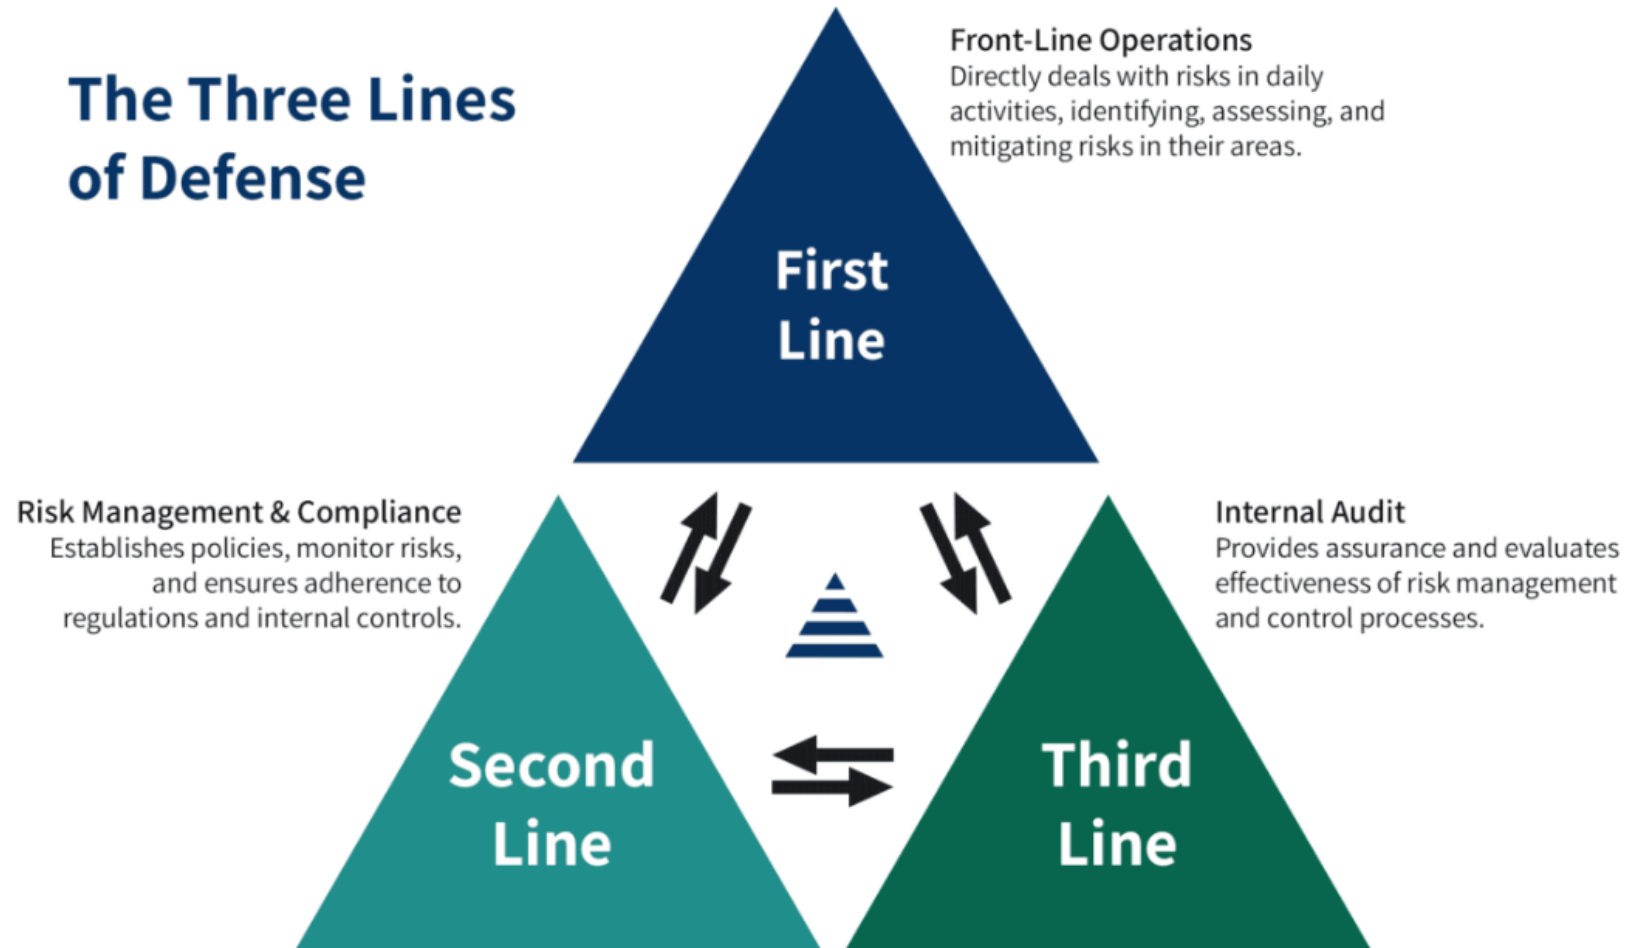 The Three Lines
of Defense
Front-Line Operations
Directly deals with risks in daily
activities, identifying, assessing, and
mitigating risks in their areas.
First
Line
Risk Management & Compliance
Establishes policies, monitor risks,
and ensures adherence to
regulations and internal controls.
Internal Audit
Provides assurance and evaluates
effectiveness of risk management
and control processes.
Second
Line
Third
Line